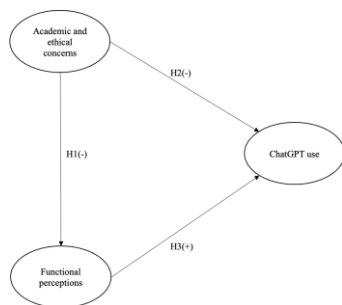 Academic and
ethical
concerns
H2(-)
ChatGPT use
H1(-)
H3(+)
Functional
perceptions